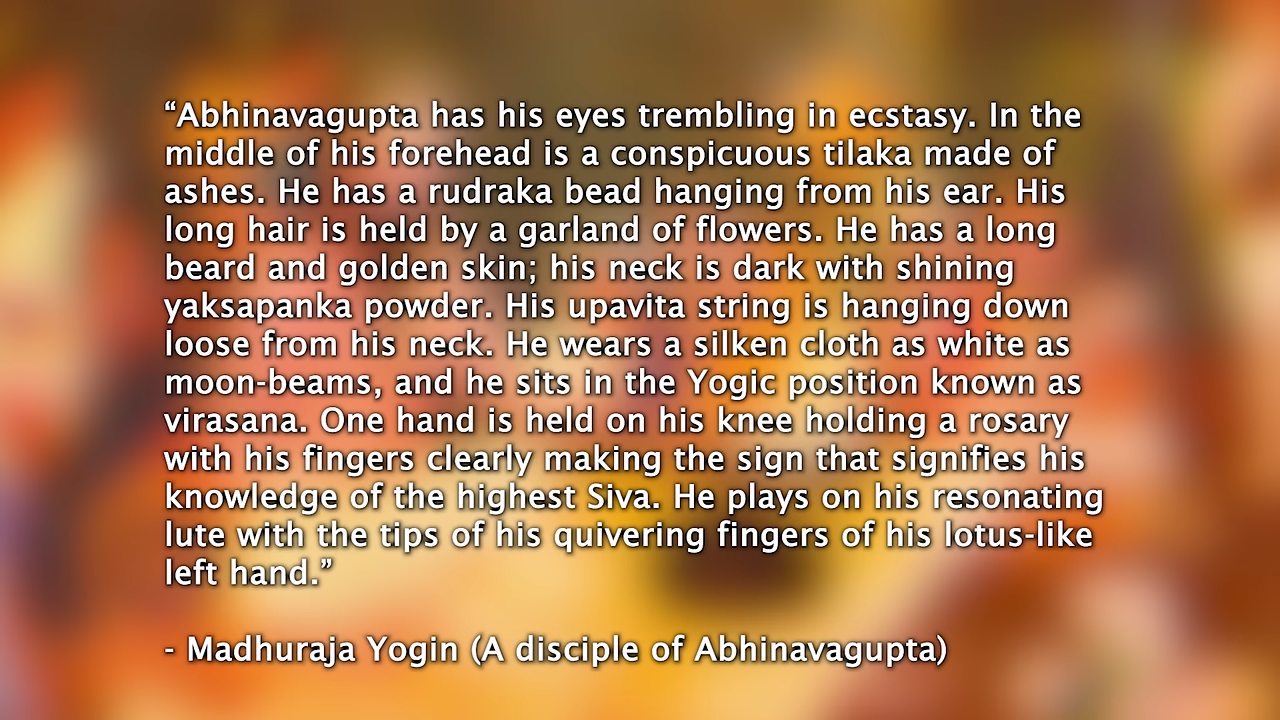 “Abhinavagupta has his eyes trembling in ecstasy. In the
middle of his forehead is a conspicuous tilaka made of
ashes. He has a rudraka bead hanging from his ear. His
long hair is held by a garland of flowers. He has a long
beard and golden skin; his neck is dark with shining
yaksapanka powder. His upavita string is hanging down
loose from his neck. He wears a silken cloth as white as
moon-beams, and he sits in the Yogic position known as
virasana. One hand is held on his knee holding a rosary
with his fingers clearly making the sign that signifies his
knowledge of the highest Siva. He plays on his resonating
lute with the tips of his quivering fingers of his lotus-like
left hand.”
- Madhuraja Yogin (A disciple of Abhinavagupta)